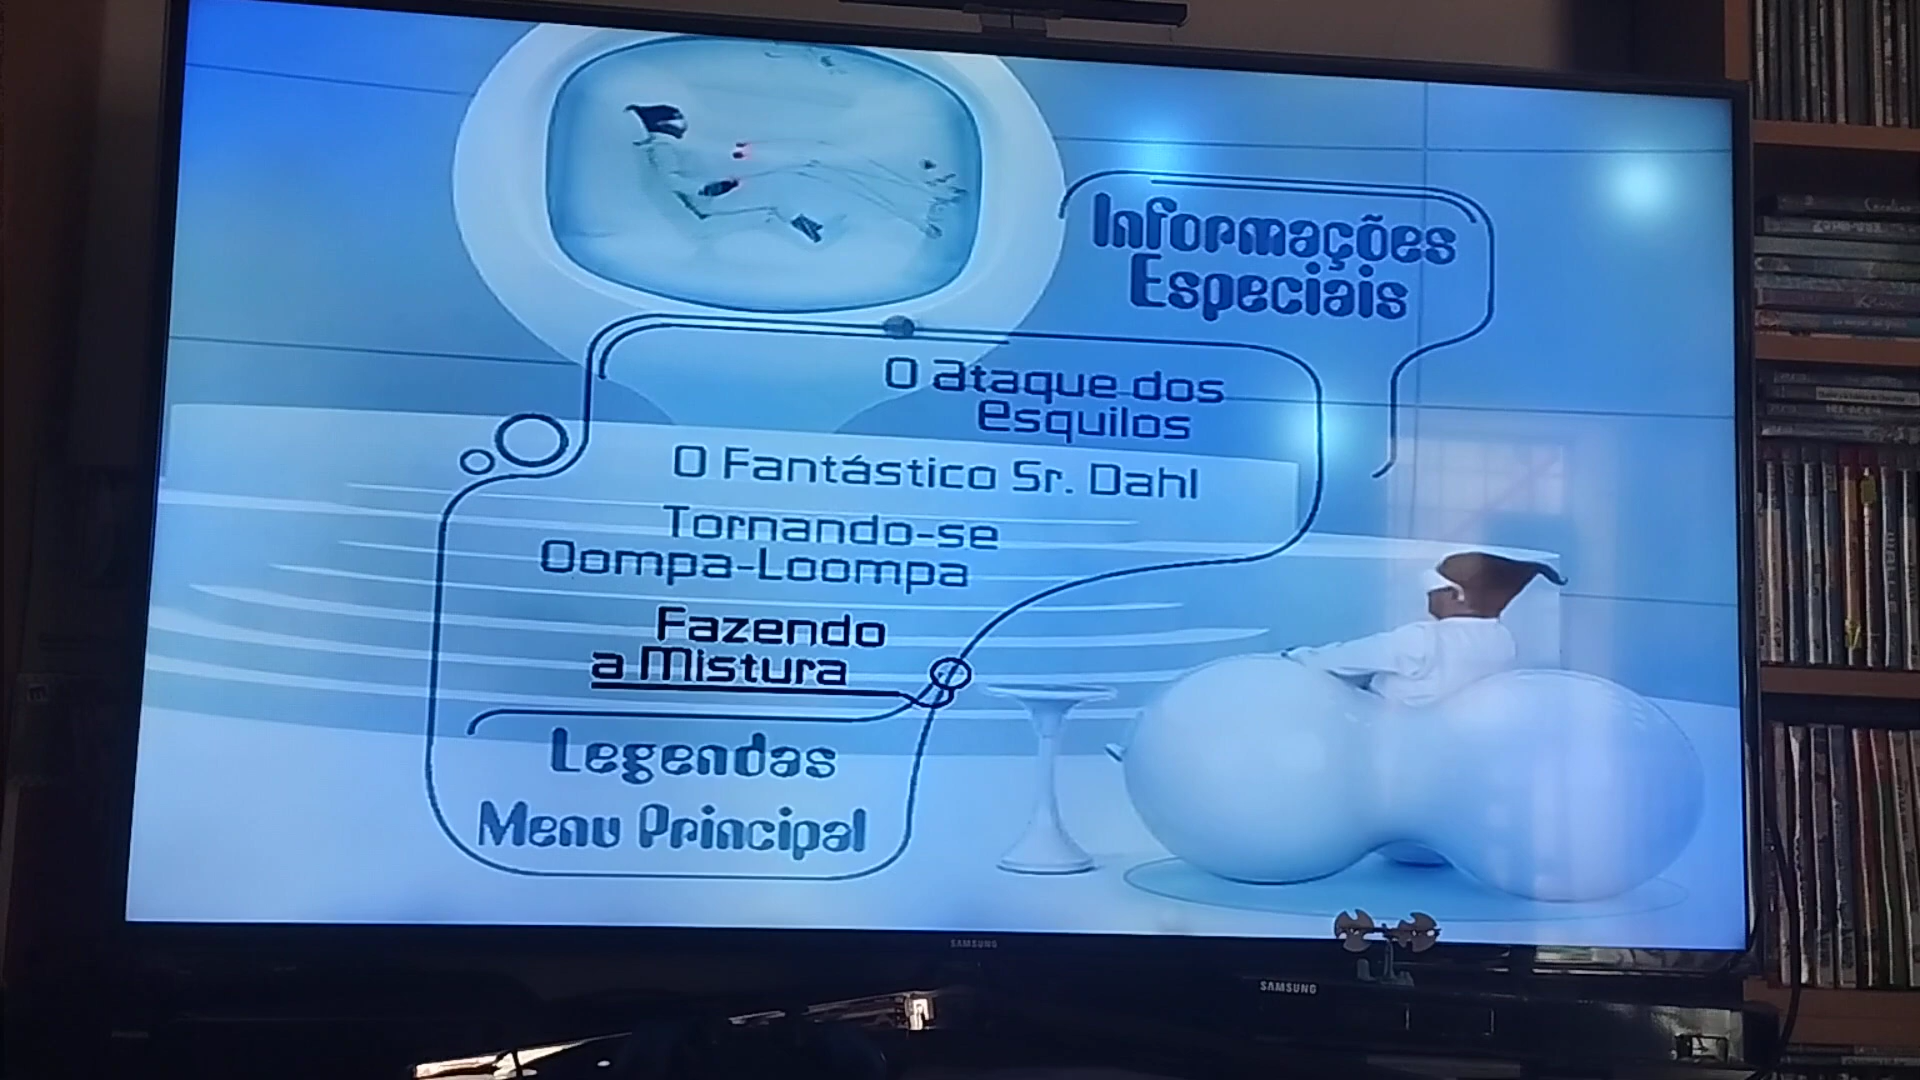 Informações
Especiais
O ataque dos
esquilos
O Fantástico Sr. Dahl
Tornando-se
Oompa-Loompa
Fazendo
a Mistura
Legendas
Menu Principal
SAMSUNG
SAMSUNG